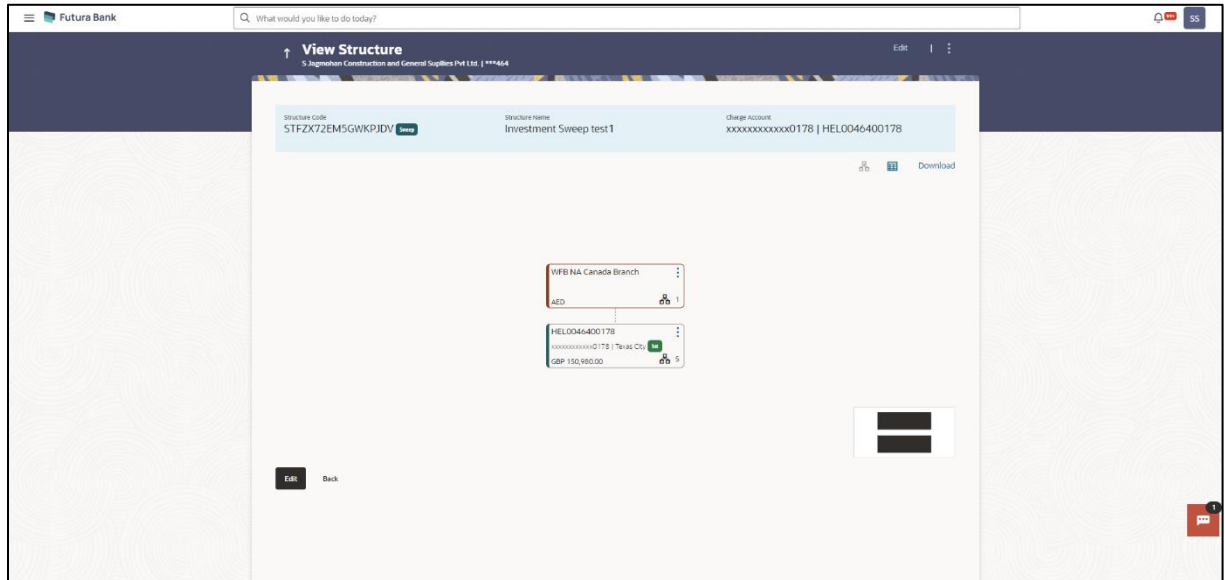 Futura Bank
What would you like to do today?
99+
SS
View Structure
Edit
S Jagmohan Construction and General Supllies Pvt Ltd. | ***464
Structure Code
Structure Name
Charge Account
STFZX72EM5GWKPJDV Sweep
Investment Sweep test1
xxxxxxxxxxxx0178 | HEL0046400178
Download
WFB NA Canada Branch
AED
1
HEL0046400178
xxxxxxxxxxxx0178 | Texas City
GBP 150,980.00
5
Edit
Back
1